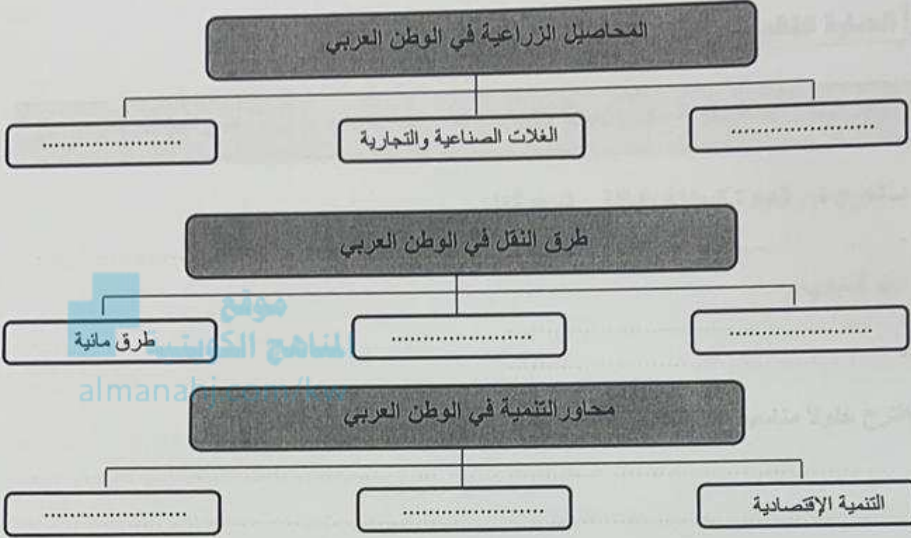 المحاصيل الزراعية في الوطن العربي
......................
الغلات الصناعية والتجارية
......................
طرق النقل في الوطن العربي
......................
......................
طرق مائية
موقع
المناهج الكويتية
almanahj.com/kw
محاور التنمية في الوطن العربي
التنمية الإقتصادية
......................
......................